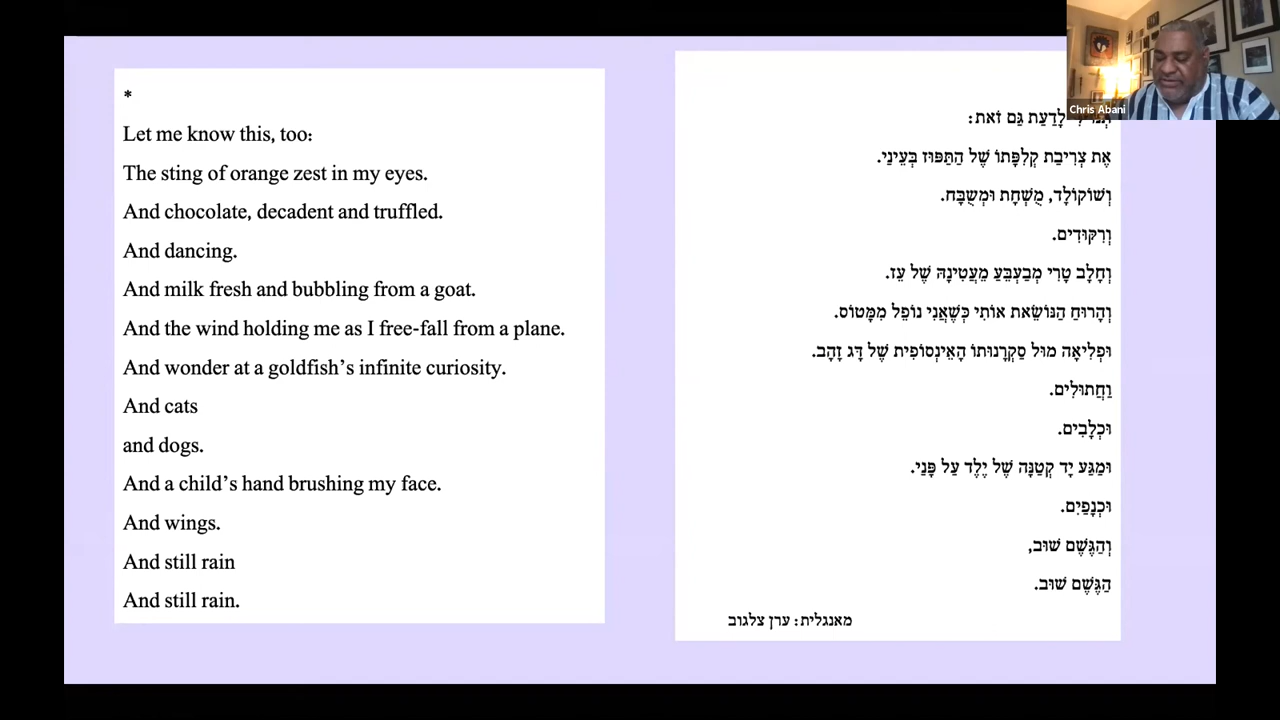 *
Let me know this, too:
The sting of orange zest in my eyes.
And chocolate, decadent and truffled.
And dancing.
And milk fresh and bubbling from a goat.
And the wind holding me as I free-fall from a plane.
And wonder at a goldfish’s infinite curiosity.
And cats
and dogs.
And a child’s hand brushing my face.
And wings.
And still rain
And still rain.
לָדַעַת גַּם זֹאת:
אֶת צְרִיבַת קְלִפָּתוֹ שֶׁל הַתַּפּוּז בְּעֵינַי.
וְשׁוֹקוֹלָד, מֻשְׁחָת וּמְשֻׁבָּח.
וְרִקּוּדִים.
וְחָלָב טָרִי מְבַעְבֵּעַ מֵעֲטִינָהּ שֶׁל עֵז.
וְהָרוּחַ הַנּוֹשֵׂאת אוֹתִי כְּשֶׁאֲנִי נוֹפֵל מִמָּטוֹס.
וּפְלִיאָה מוּל סַקְרָנוּתוֹ הָאֵינְסוֹפִית שֶׁל דָּג זָהָב.
וַחֲתוּלִים.
וּכְלָבִים.
וּמַגַּע יָד קְטַנָּה שֶׁל יֶלֶד עַל פָּנַי.
וּכְנָפַיִם.
וְהַגֶּשֶׁם שׁוּב,
הַגֶּשֶׁם שׁוּב.
מאנגלית: ערן צלגוב
Chris Abani